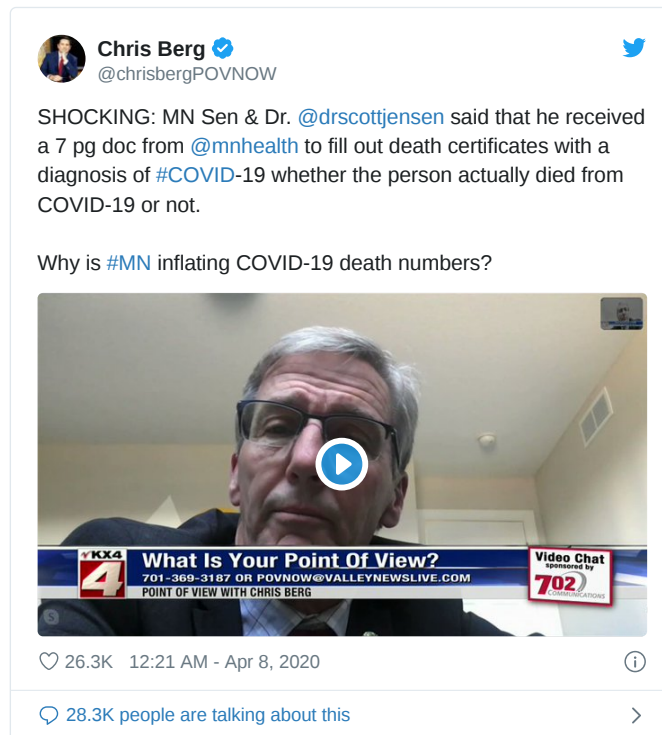 Chris Berg
@chrisbergPOVNOW
SHOCKING: MN Sen & Dr. @drscottjensen said that he received
a 7 pg doc from @mnhealth to fill out death certificates with a
diagnosis of #COVID-19 whether the person actually died from
COVID-19 or not.
Why is #MN inflating COVID-19 death numbers?
KX4
4
What Is Your Point Of View?
701-369-3187 OR POVNOW@VALLEYNEWSLIVE.COM
POINT OF VIEW WITH CHRIS BERG
Video Chat
sponsored by
702
COMMUNICATIONS
26.3K 12:21 AM - Apr 8, 2020
28.3K people are talking about this